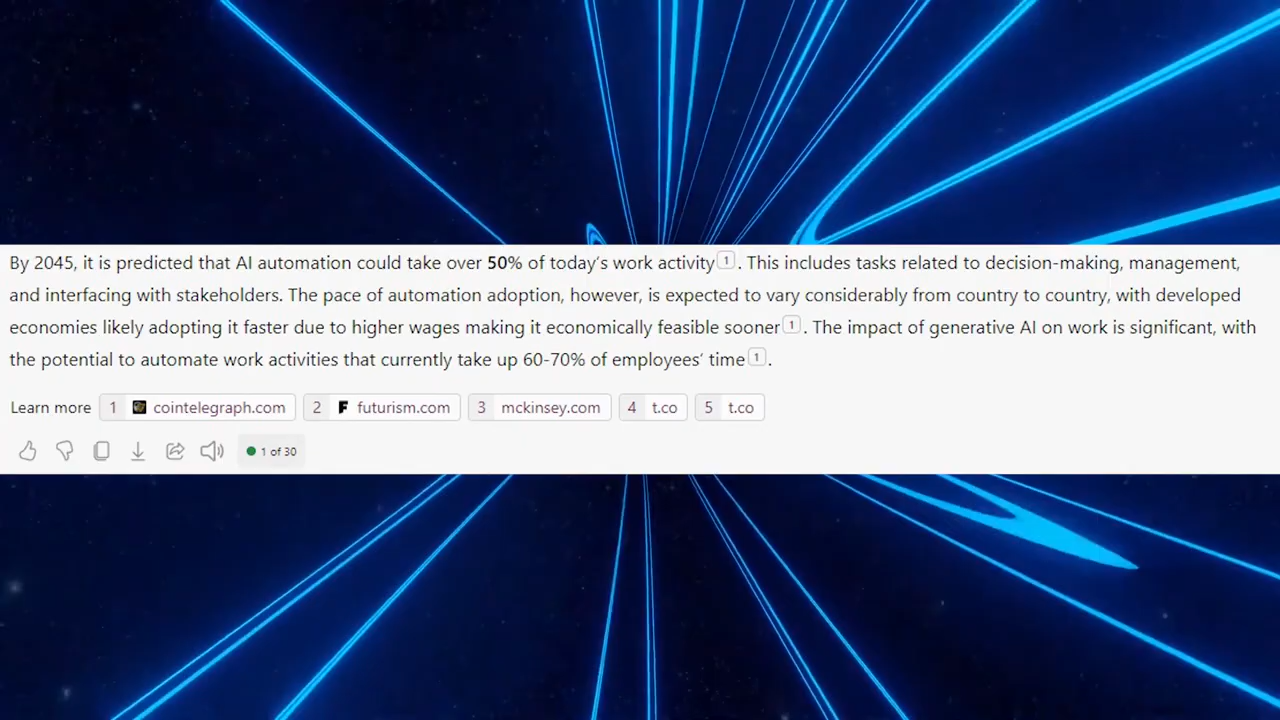 By 2045, it is predicted that AI automation could take over 50% of today's work activity 1 . This includes tasks related to decision-making, management,
and interfacing with stakeholders. The pace of automation adoption, however, is expected to vary considerably from country to country, with developed
economies likely adopting it faster due to higher wages making it economically feasible sooner 1 . The impact of generative AI on work is significant, with
the potential to automate work activities that currently take up 60-70% of employees' time 1 .
Learn more 1 cointelegraph.com 2 F futurism.com 3 mckinsey.com 4 t.co 5 t.co
1 of 30